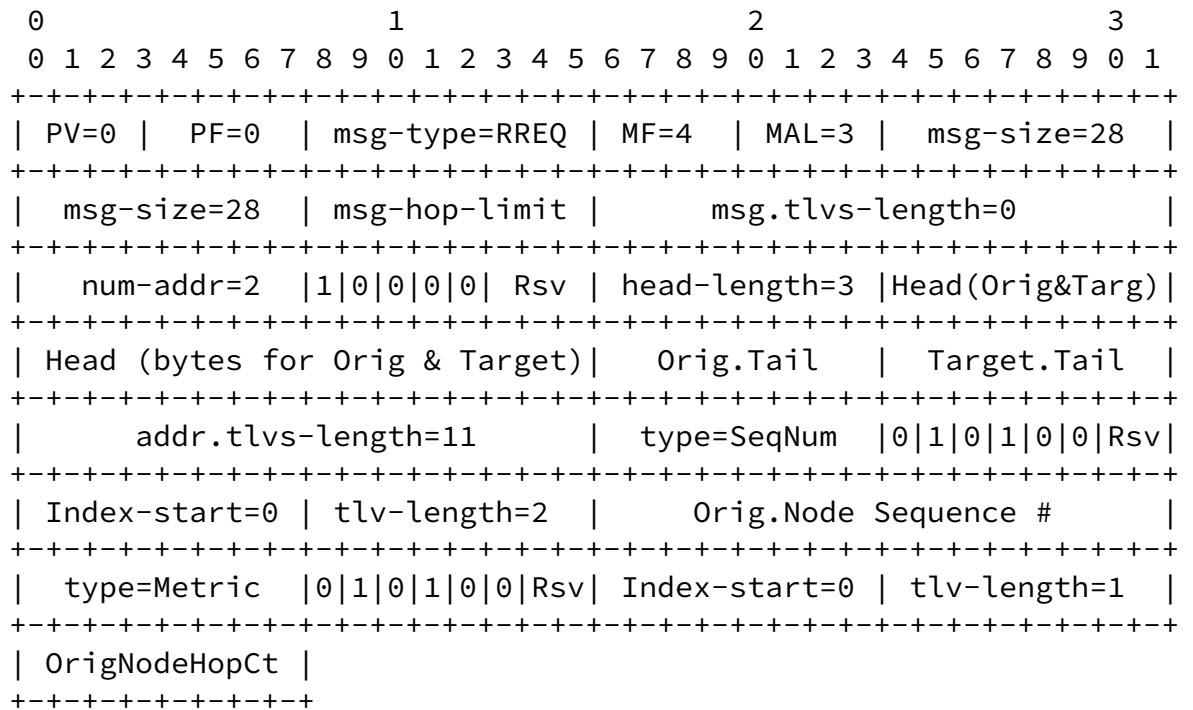 0                   1                   2                   3
 0 1 2 3 4 5 6 7 8 9 0 1 2 3 4 5 6 7 8 9 0 1 2 3 4 5 6 7 8 9 0 1
+-+-+-+-+-+-+-+-+-+-+-+-+-+-+-+-+-+-+-+-+-+-+-+-+-+-+-+-+-+-+-+-+
| PV=0 |  PF=0  | msg-type=RREQ | MF=4  | MAL=3 |  msg-size=28  |
+-+-+-+-+-+-+-+-+-+-+-+-+-+-+-+-+-+-+-+-+-+-+-+-+-+-+-+-+-+-+-+-+
|  msg-size=28  | msg-hop-limit |      msg.tlvs-length=0        |
+-+-+-+-+-+-+-+-+-+-+-+-+-+-+-+-+-+-+-+-+-+-+-+-+-+-+-+-+-+-+-+-+
|   num-addr=2  |1|0|0|0|0| Rsv | head-length=3 |Head(Orig&Targ)|
+-+-+-+-+-+-+-+-+-+-+-+-+-+-+-+-+-+-+-+-+-+-+-+-+-+-+-+-+-+-+-+-+
| Head (bytes for Orig & Target)|   Orig.Tail   |  Target.Tail  |
+-+-+-+-+-+-+-+-+-+-+-+-+-+-+-+-+-+-+-+-+-+-+-+-+-+-+-+-+-+-+-+-+
|      addr.tlvs-length=11      |  type=SeqNum  |0|1|0|1|0|0|Rsv|
+-+-+-+-+-+-+-+-+-+-+-+-+-+-+-+-+-+-+-+-+-+-+-+-+-+-+-+-+-+-+-+-+
| Index-start=0 | tlv-length=2  |     Orig.Node Sequence #      |
+-+-+-+-+-+-+-+-+-+-+-+-+-+-+-+-+-+-+-+-+-+-+-+-+-+-+-+-+-+-+-+-+
|  type=Metric  |0|1|0|1|0|0|Rsv| Index-start=0 | tlv-length=1  |
+-+-+-+-+-+-+-+-+-+-+-+-+-+-+-+-+-+-+-+-+-+-+-+-+-+-+-+-+-+-+-+-+
| OrigNodeHopCt |
+-+-+-+-+-+-+-+-+